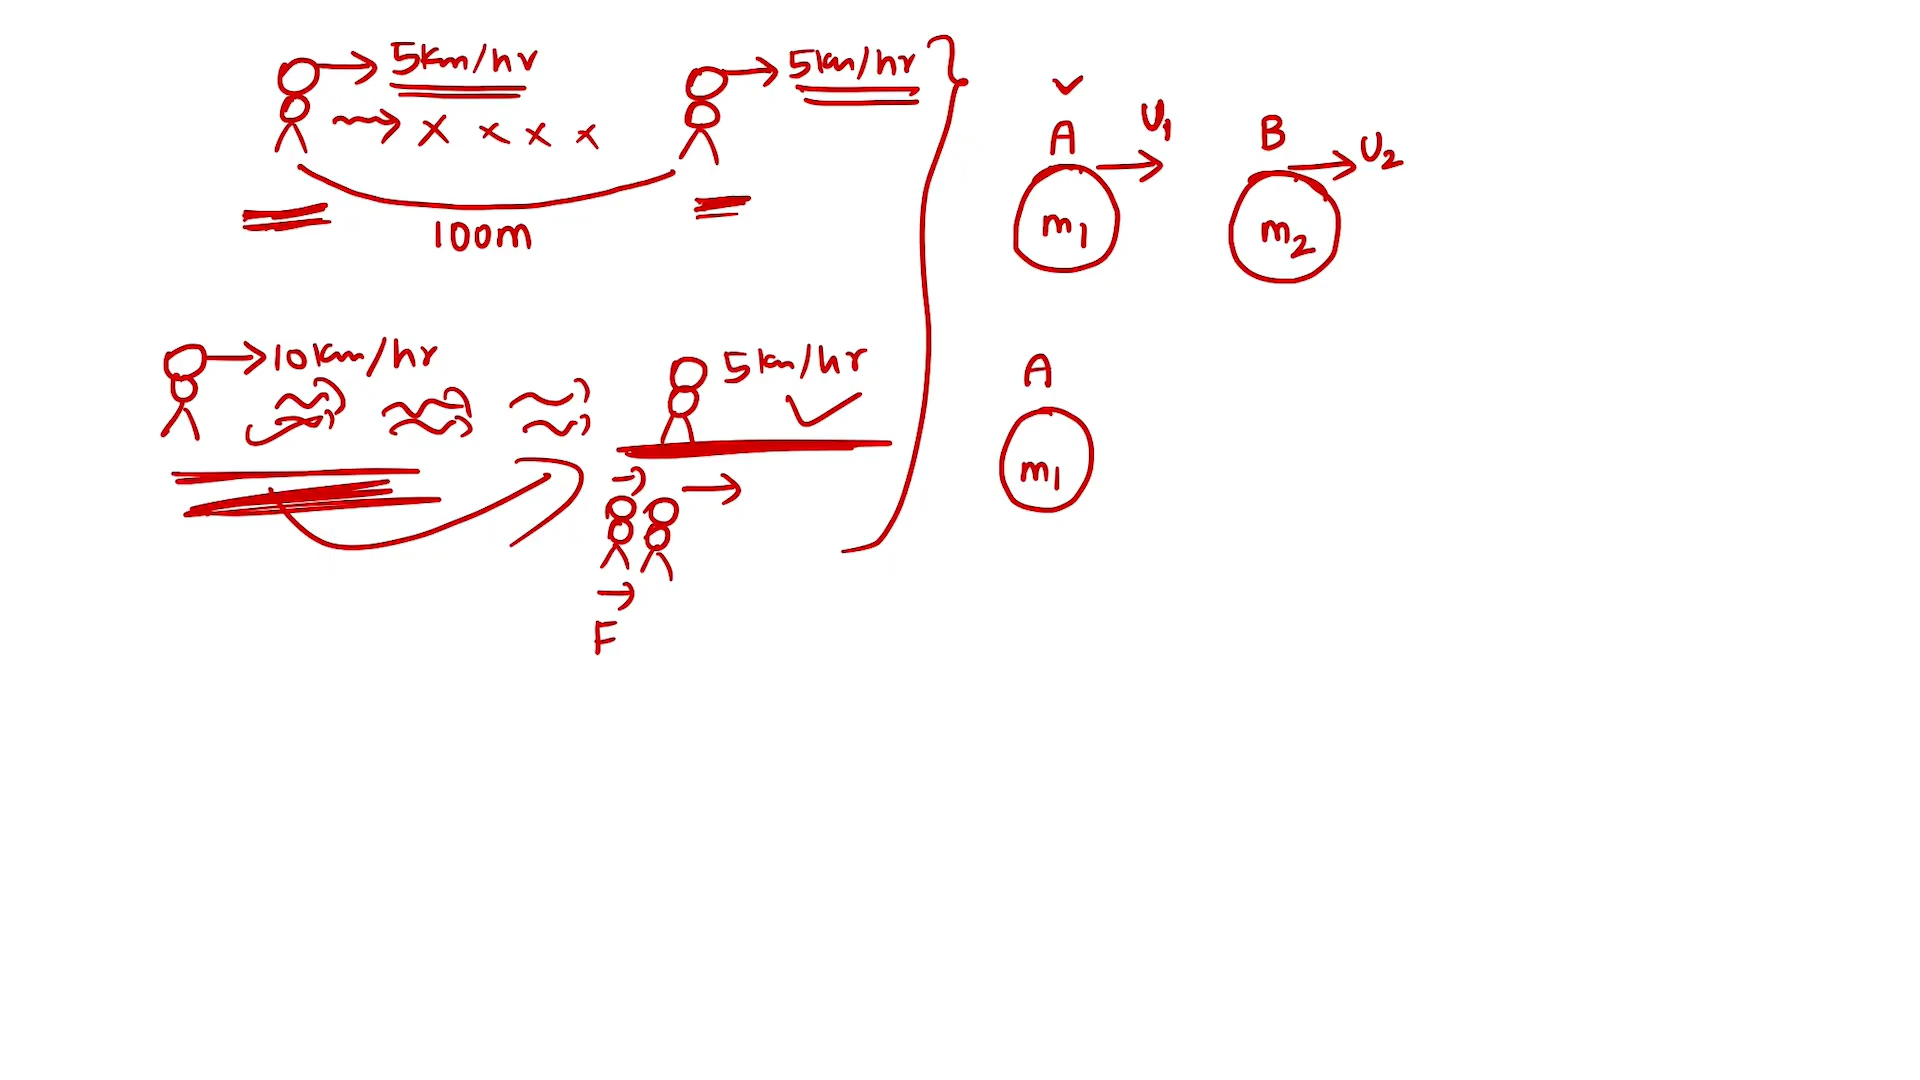 5km/hr
5km/hr
x x x x
100m
10km/hr
5km/hr
F
A U1 B U2
m1 m2
A
m1